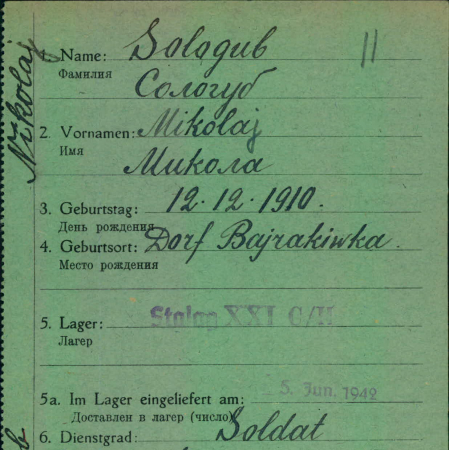 Nikolaj
1. Name: Sologub 11
Фамилия
Сологуб
2. Vornamen: Mikolaj
Имя
Микола
3. Geburtstag: 12.12.1910.
День рождения
4. Geburtsort: Dorf Bajrakiwka.
Место рождения
5. Lager: Stalag XXI C/H
Лагер
5a. Im Lager eingeliefert am: 5. Jun. 1942
Доставлен в лагер (число)
6. Dienstgrad: Soldat